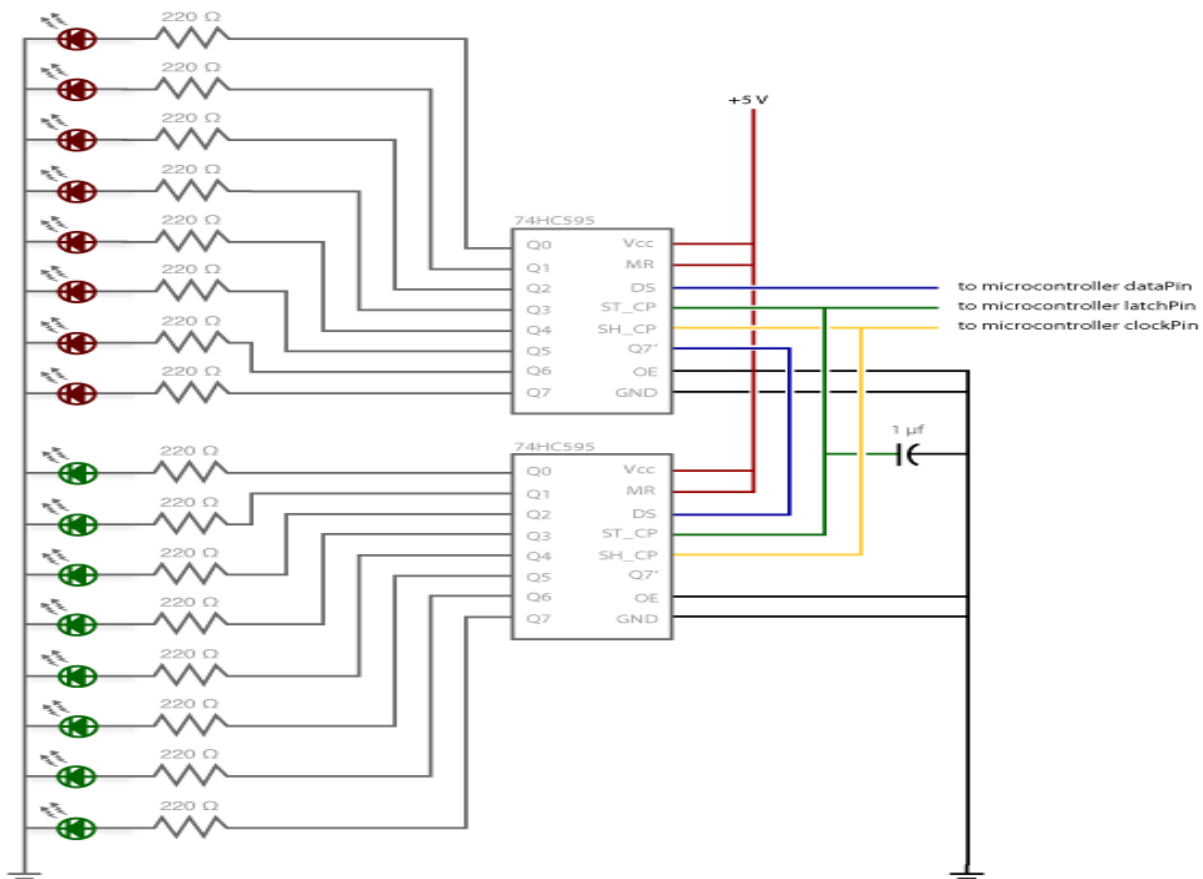 220 Ω
220 Ω
220 Ω
220 Ω
220 Ω
220 Ω
220 Ω
220 Ω
+5 V
74HC595
Q0 Vcc
Q1 MR
Q2 DS to microcontroller dataPin
Q3 ST_CP to microcontroller latchPin
Q4 SH_CP to microcontroller clockPin
Q5 Q7'
Q6 OE
Q7 GND
1 µf
74HC595
220 Ω
220 Ω
220 Ω
220 Ω
220 Ω
220 Ω
220 Ω
220 Ω
Q0 Vcc
Q1 MR
Q2 DS
Q3 ST_CP
Q4 SH_CP
Q5 Q7'
Q6 OE
Q7 GND